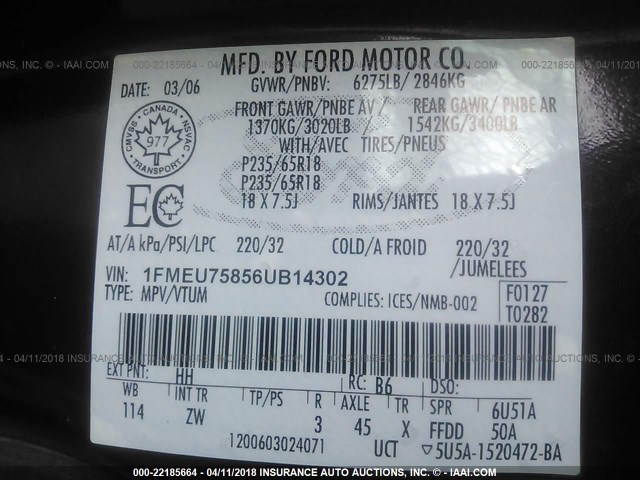 MFD. BY FORD MOTOR CO.
DATE: 03/06
GVWR/PNBV: 6275LB/ 2846KG
FRONT GAWR/PNBE AV / REAR GAWR/ PNBE AR
1370KG/3020LB 1542KG/3400LB
WITH/AVEC TIRES/PNEUS
CMVSS CANADA NSVAC
977
TRANSPORT
P235/65R18
P235/65R18
18 X 7.5J RIMS/JANTES 18 X 7.5J
EC
AT/A kPa/PSI/LPC 220/32 COLD/A FROID 220/32
/JUMELEES
VIN: 1FMEU75856UB14302
TYPE: MPV/VTUM COMPLIES: ICES/NMB-002
F0127
T0282
EXT PNT: HH RC: B6 DSO:
WB INT TR TP/PS R AXLE TR SPR 6U51A
114 ZW 3 45 X FFDD 50A
1200603024071 UCT ▽5U5A-1520472-BA
000-22185664 - 04/11/2018 INSURANCE AUTO AUCTIONS - IAAI.COM